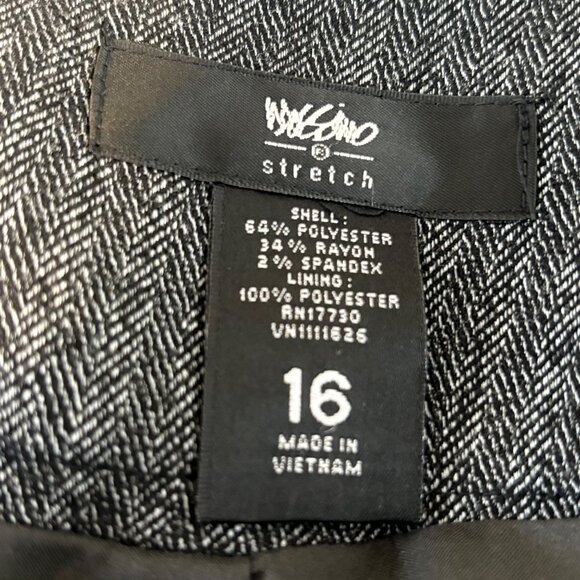 Mossimo
®
stretch
SHELL:
64% POLYESTER
34% RAYON
2% SPANDEX
LINING:
100% POLYESTER
RN17730
VN1111626
16
MADE IN
VIETNAM